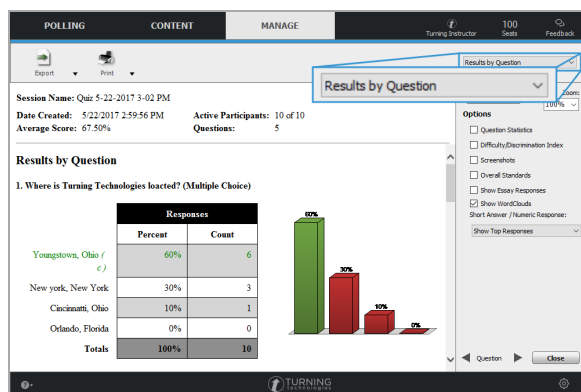 POLLING CONTENT MANAGE
Turning Instructor 100 Seats Feedback
Export Print
Results by Question
Results by Question
Zoom:
100%
Session Name: Quiz 5-22-2017 3-02 PM
Date Created: 5/22/2017 2:59:56 PM Active Participants: 10 of 10
Average Score: 67.50% Questions: 5
Results by Question
1. Where is Turning Technologies loacted? (Multiple Choice)
Responses
Percent Count
Youngstown, Ohio (
c) 60% 6
New york, New York 30% 3
Cincinnati, Ohio 10% 1
Orlando, Florida 0% 0
Totals 100% 10
60%
30%
10%
0%
Options
Question Statistics
Difficulty/Discrimination Index
Screenshots
Overall Standards
Show Essay Responses
Show WordClouds
Short Answer /Numeric Response:
Show Top Responses
Question Close
TURNING
technologies